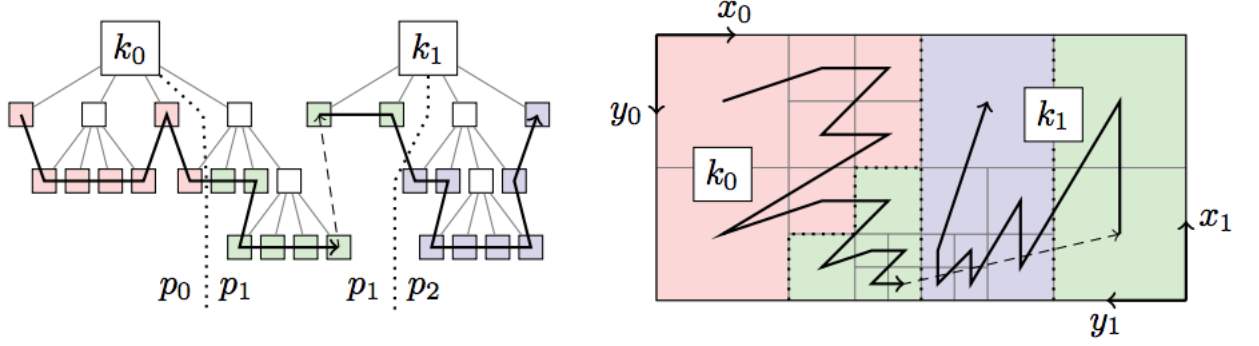 k₀ k₁
p₀ p₁ p₁ p₂
x₀
y₀
k₀
k₁
x₁
y₁